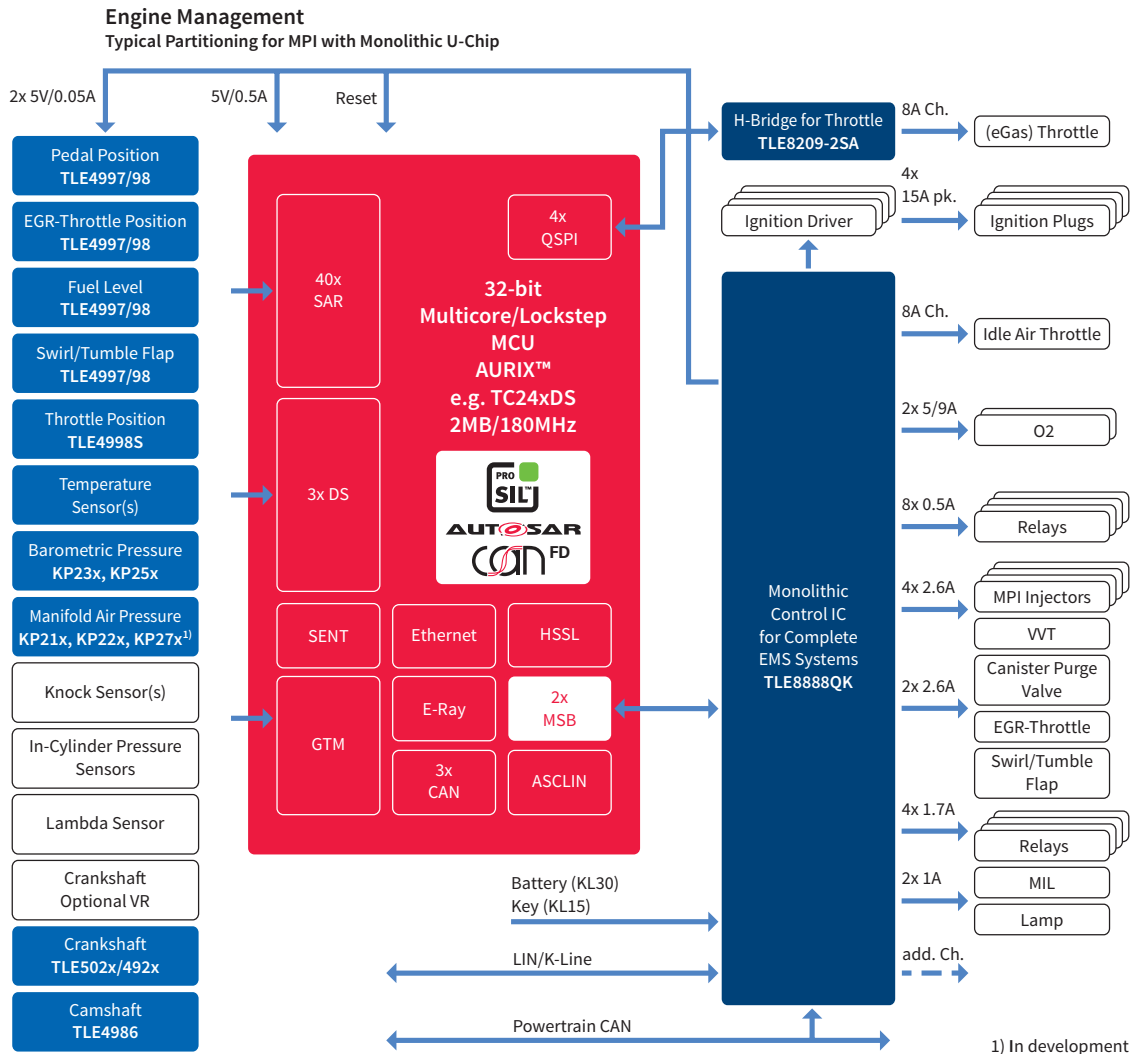 Engine Management
Typical Partitioning for MPI with Monolithic U-Chip
2x 5V/0.05A
5V/0.5A
Reset
Pedal Position
TLE4997/98
EGR-Throttle Position
TLE4997/98
Fuel Level
TLE4997/98
Swirl/Tumble Flap
TLE4997/98
Throttle Position
TLE4998S
Temperature
Sensor(s)
Barometric Pressure
KP23x, KP25x
Manifold Air Pressure
KP21x, KP22x, KP27x1)
Knock Sensor(s)
In-Cylinder Pressure
Sensors
Lambda Sensor
Crankshaft
Optional VR
Crankshaft
TLE502x/492x
Camshaft
TLE4986
40x
SAR
3x DS
SENT
GTM
4x
QSPI
32-bit
Multicore/Lockstep
MCU
AURIX™
e.g. TC24xDS
2MB/180MHz
PRO
SIL™
AUTOSAR
CAN FD
Ethernet
HSSL
E-Ray
2x
MSB
3x
CAN
ASCLIN
Battery (KL30)
Key (KL15)
LIN/K-Line
Powertrain CAN
H-Bridge for Throttle
TLE8209-2SA
Ignition Driver
Monolithic
Control IC
for Complete
EMS Systems
TLE8888QK
8A Ch.
(eGas) Throttle
4x
15A pk.
Ignition Plugs
8A Ch.
Idle Air Throttle
2x 5/9A
O2
8x 0.5A
Relays
4x 2.6A
MPI Injectors
VVT
2x 2.6A
Canister Purge
Valve
EGR-Throttle
Swirl/Tumble
Flap
4x 1.7A
Relays
2x 1A
MIL
Lamp
add. Ch.
1) In development